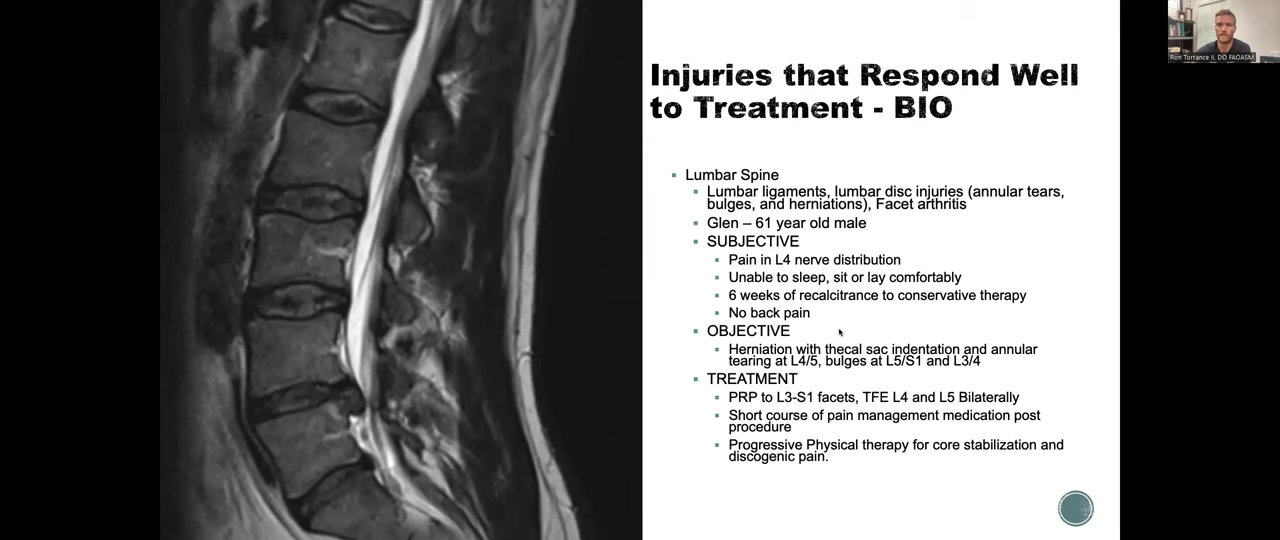 Ron Torrance II, DO FAOASM
Injuries that Respond Well
to Treatment - BIO
Lumbar Spine
Lumbar ligaments, lumbar disc injuries (annular tears,
bulges, and herniations), Facet arthritis
Glen – 61 year old male
SUBJECTIVE
Pain in L4 nerve distribution
Unable to sleep, sit or lay comfortably
6 weeks of recalcitrance to conservative therapy
No back pain
OBJECTIVE
Herniation with thecal sac indentation and annular
tearing at L4/5, bulges at L5/S1 and L3/4
TREATMENT
PRP to L3-S1 facets, TFE L4 and L5 Bilaterally
Short course of pain management medication post
procedure
Progressive Physical therapy for core stabilization and
discogenic pain.